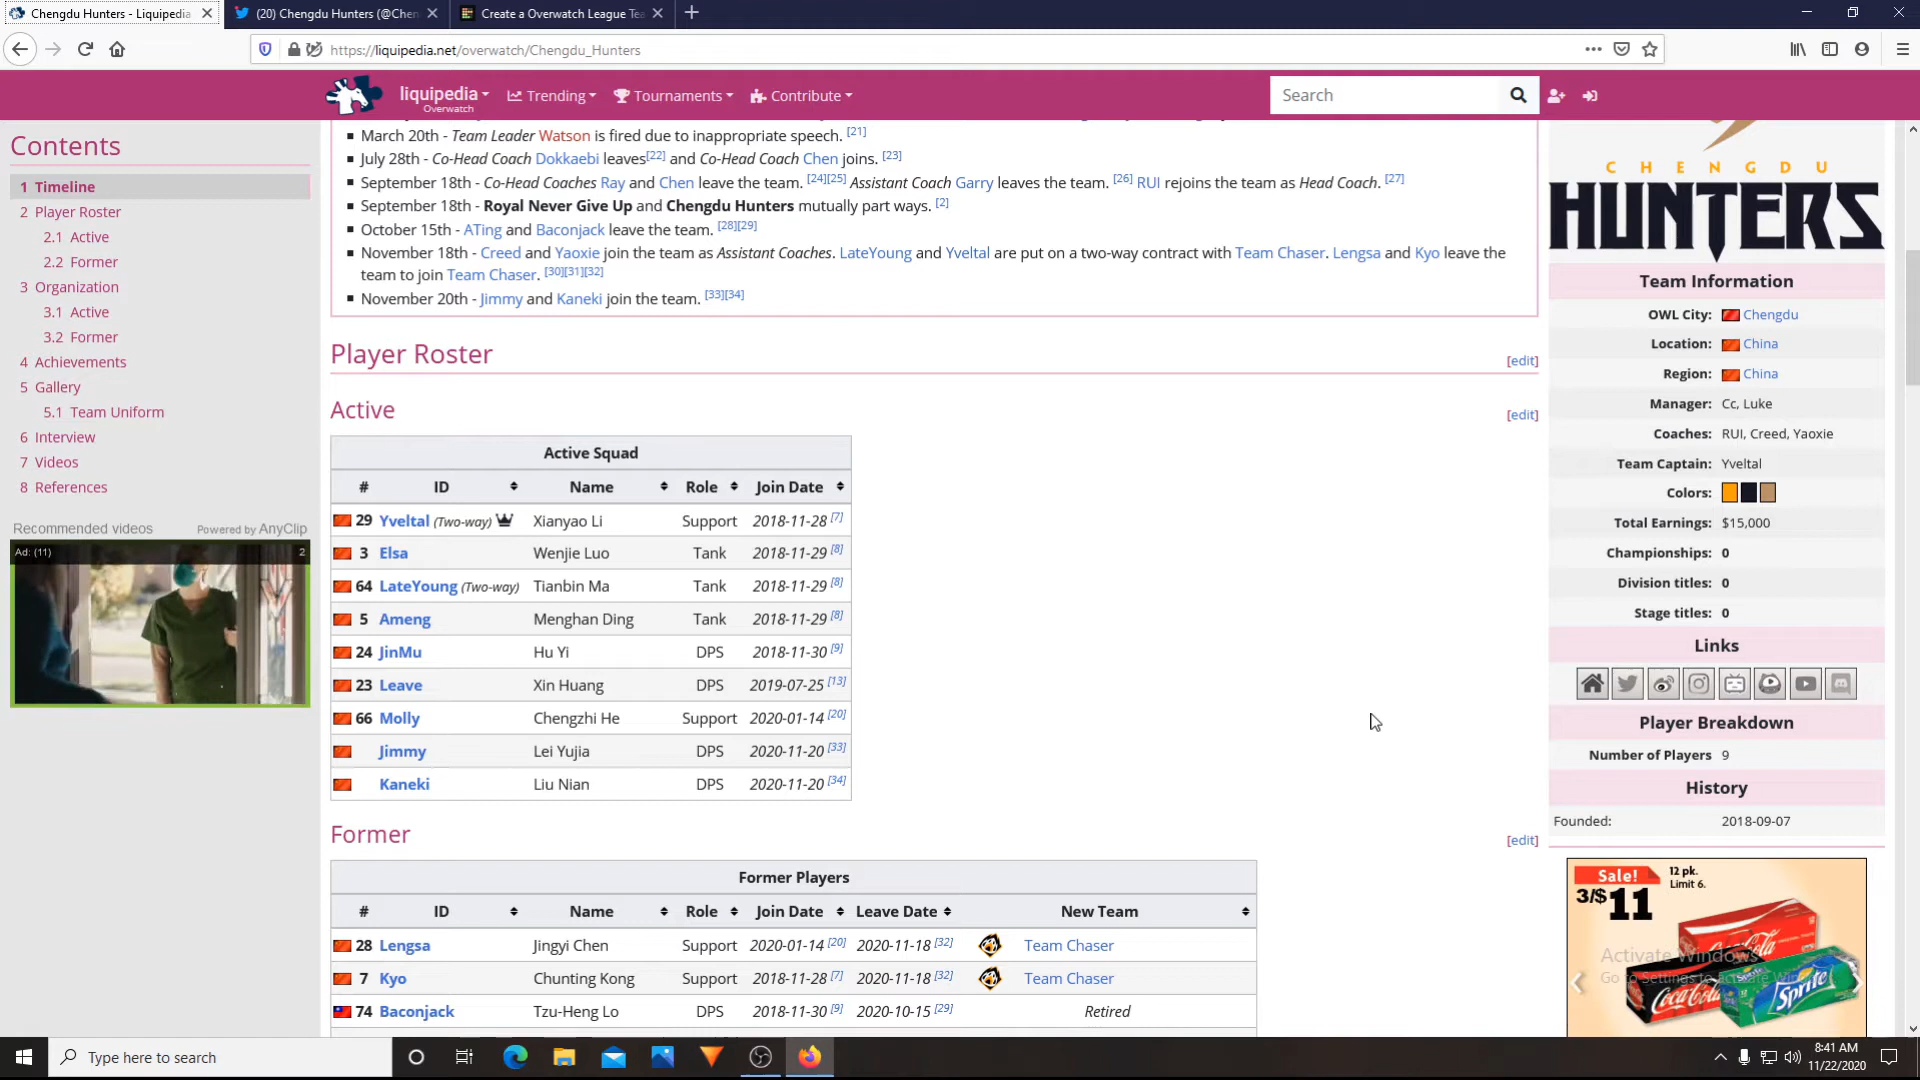 Chengdu Hunters - Liquipedia
(20) Chengdu Hunters (@Chen
Create a Overwatch League Tea
https://liquipedia.net/overwatch/Chengdu_Hunters
liquipedia
Overwatch
Trending
Tournaments
Contribute
Search
Contents
1 Timeline
2 Player Roster
2.1 Active
2.2 Former
3 Organization
3.1 Active
3.2 Former
4 Achievements
5 Gallery
5.1 Team Uniform
6 Interview
7 Videos
8 References
Recommended videos
Powered by AnyClip
Ad: (11)
2
March 20th - Team Leader Watson is fired due to inappropriate speech. [21]
July 28th - Co-Head Coach Dokkaebi leaves[22] and Co-Head Coach Chen joins. [23]
September 18th - Co-Head Coaches Ray and Chen leave the team. [24][25] Assistant Coach Garry leaves the team. [26] RUI rejoins the team as Head Coach. [27]
September 18th - Royal Never Give Up and Chengdu Hunters mutually part ways. [2]
October 15th - ATing and Baconjack leave the team. [28][29]
November 18th - Creed and Yaoxie join the team as Assistant Coaches. LateYoung and Yveltal are put on a two-way contract with Team Chaser. Lengsa and Kyo leave the
team to join Team Chaser. [30][31][32]
November 20th - Jimmy and Kaneki join the team. [33][34]
Player Roster
[edit]
Active
[edit]
Active Squad
# ID Name Role Join Date
29 Yveltal (Two-way) Xianyao Li Support 2018-11-28 [7]
3 Elsa Wenjie Luo Tank 2018-11-29 [8]
64 LateYoung (Two-way) Tianbin Ma Tank 2018-11-29 [8]
5 Ameng Menghan Ding Tank 2018-11-29 [8]
24 JinMu Hu Yi DPS 2018-11-30 [9]
23 Leave Xin Huang DPS 2019-07-25 [13]
66 Molly Chengzhi He Support 2020-01-14 [20]
Jimmy Lei Yujia DPS 2020-11-20 [33]
Kaneki Liu Nian DPS 2020-11-20 [34]
Former
[edit]
Former Players
# ID Name Role Join Date Leave Date New Team
28 Lengsa Jingyi Chen Support 2020-01-14 [20] 2020-11-18 [32] Team Chaser
7 Kyo Chunting Kong Support 2018-11-28 [7] 2020-11-18 [32] Team Chaser
74 Baconjack Tzu-Heng Lo DPS 2018-11-30 [9] 2020-10-15 [29] Retired
CHENGDU
HUNTERS
Team Information
OWL City: Chengdu
Location: China
Region: China
Manager: Cc, Luke
Coaches: RUI, Creed, Yaoxie
Team Captain: Yveltal
Colors:
Total Earnings: $15,000
Championships: 0
Division titles: 0
Stage titles: 0
Links
Player Breakdown
Number of Players 9
History
Founded: 2018-09-07
Sale!
3/$11
12 pk.
Limit 6.
Coca-Cola
Coca-Cola
Sprite
Activate Windows
Go to Settings to activate Windows.
Type here to search
8:41 AM
11/22/2020